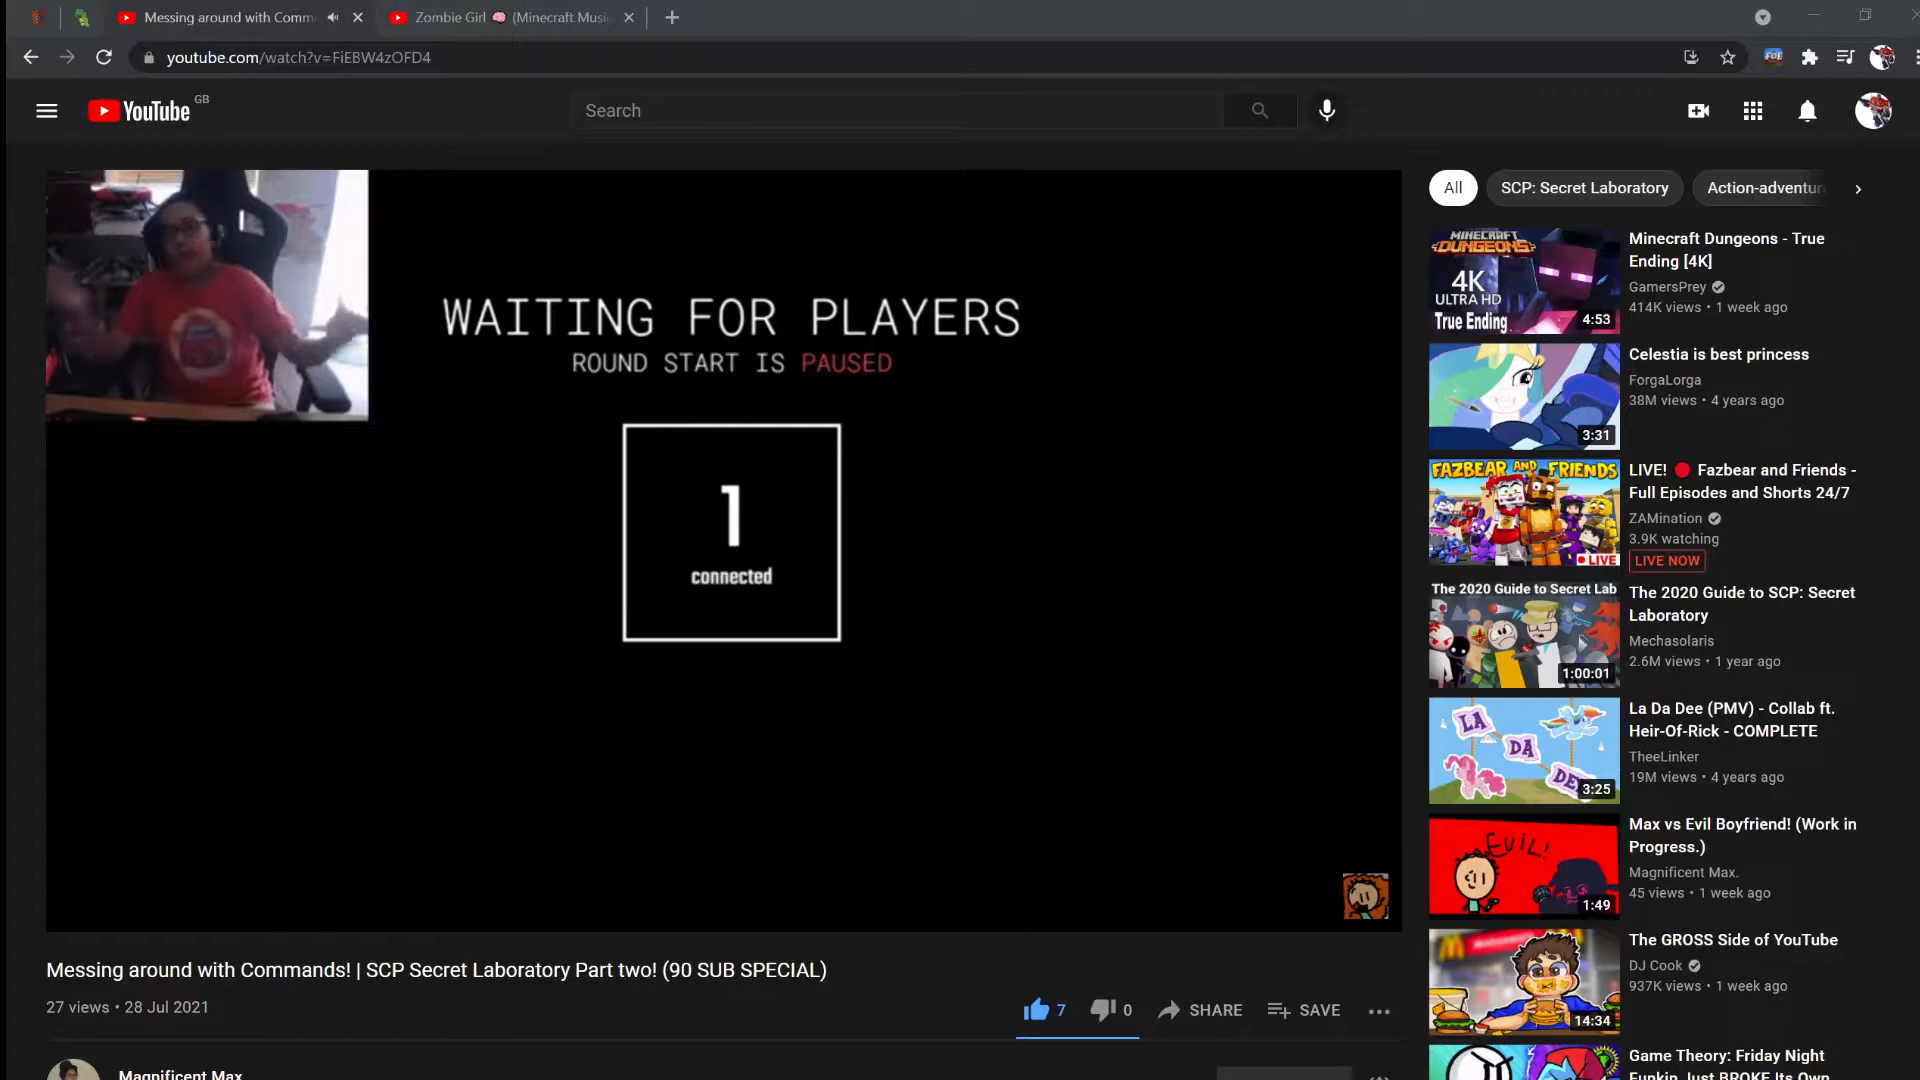 Messing around with Comm
Zombie Girl 🧠 (Minecraft Musi
youtube.com/watch?v=FiEBW4zOFD4
YouTube GB
Search
WAITING FOR PLAYERS
ROUND START IS PAUSED
1
connected
Messing around with Commands! | SCP Secret Laboratory Part two! (90 SUB SPECIAL)
27 views • 28 Jul 2021
7
0
SHARE
SAVE
Magnificent Max
All
SCP: Secret Laboratory
Action-adventur
MINECRAFT
DUNGEONS
4K
ULTRA HD
True Ending
4:53
Minecraft Dungeons - True
Ending [4K]
GamersPrey
414K views • 1 week ago
3:31
Celestia is best princess
ForgaLorga
38M views • 4 years ago
FAZBEAR AND FRIENDS
LIVE
LIVE! 🔴 Fazbear and Friends -
Full Episodes and Shorts 24/7
ZAMination
3.9K watching
LIVE NOW
The 2020 Guide to Secret Lab
1:00:01
The 2020 Guide to SCP: Secret
Laboratory
Mechasolaris
2.6M views • 1 year ago
LA
DA
DE
3:25
La Da Dee (PMV) - Collab ft.
Heir-Of-Rick - COMPLETE
TheeLinker
19M views • 4 years ago
EVIL!
1:49
Max vs Evil Boyfriend! (Work in
Progress.)
Magnificent Max.
45 views • 1 week ago
14:34
The GROSS Side of YouTube
DJ Cook
937K views • 1 week ago
Game Theory: Friday Night
Funkin Just BROKE Its Own